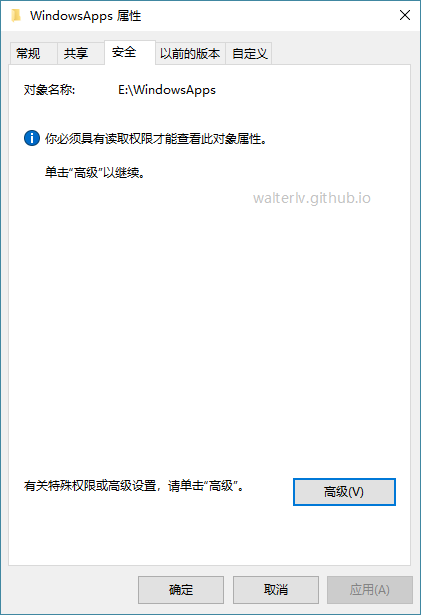 WindowsApps 属性
常规 共享 安全 以前的版本 自定义
对象名称: E:\WindowsApps
你必须具有读取权限才能查看此对象属性。
单击“高级”以继续。
walterlv.github.io
有关特殊权限或高级设置，请单击“高级”。
高级(V)
确定 取消 应用(A)